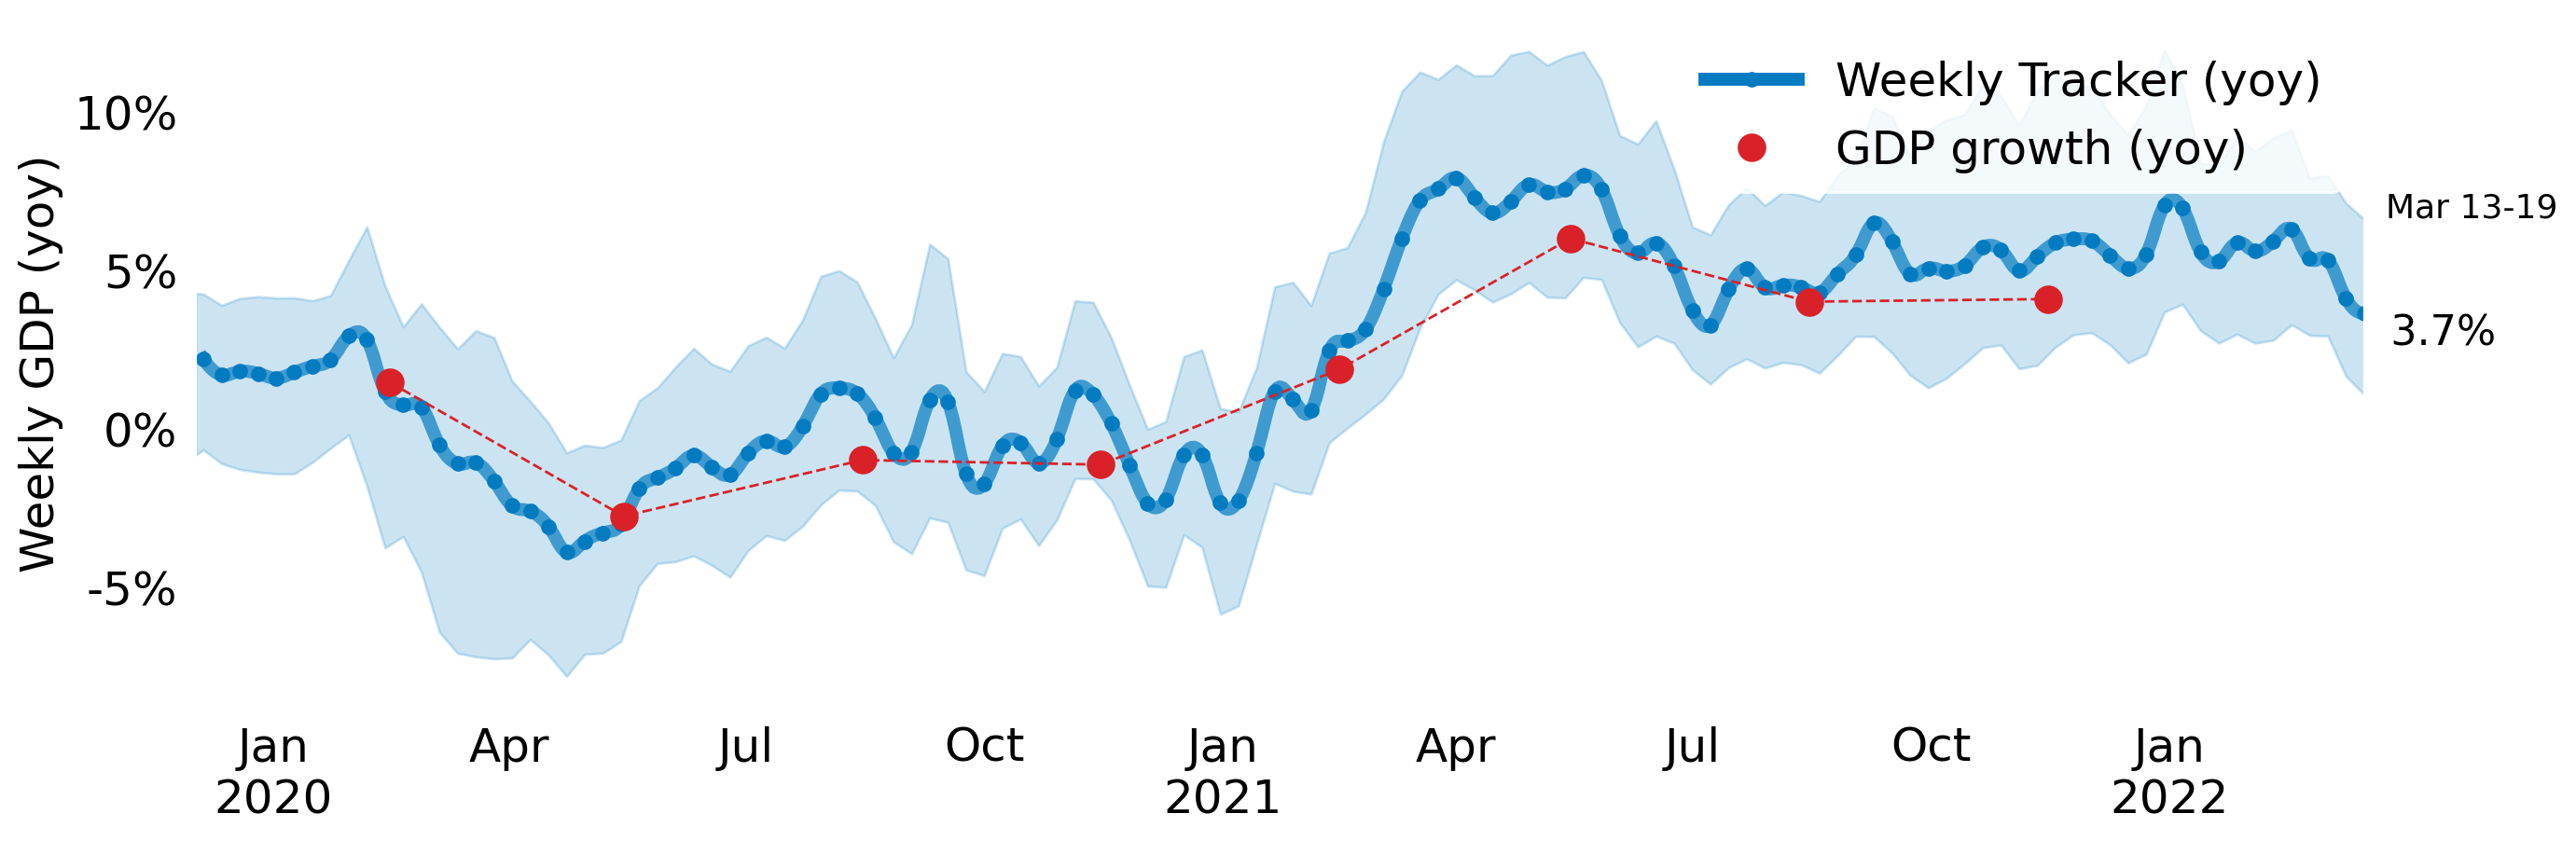 Weekly GDP (yoy)
10%
5%
0%
-5%
Weekly Tracker (yoy)
GDP growth (yoy)
Mar 13-19
3.7%
Jan Apr Jul Oct Jan Apr Jul Oct Jan
2020 2021 2022